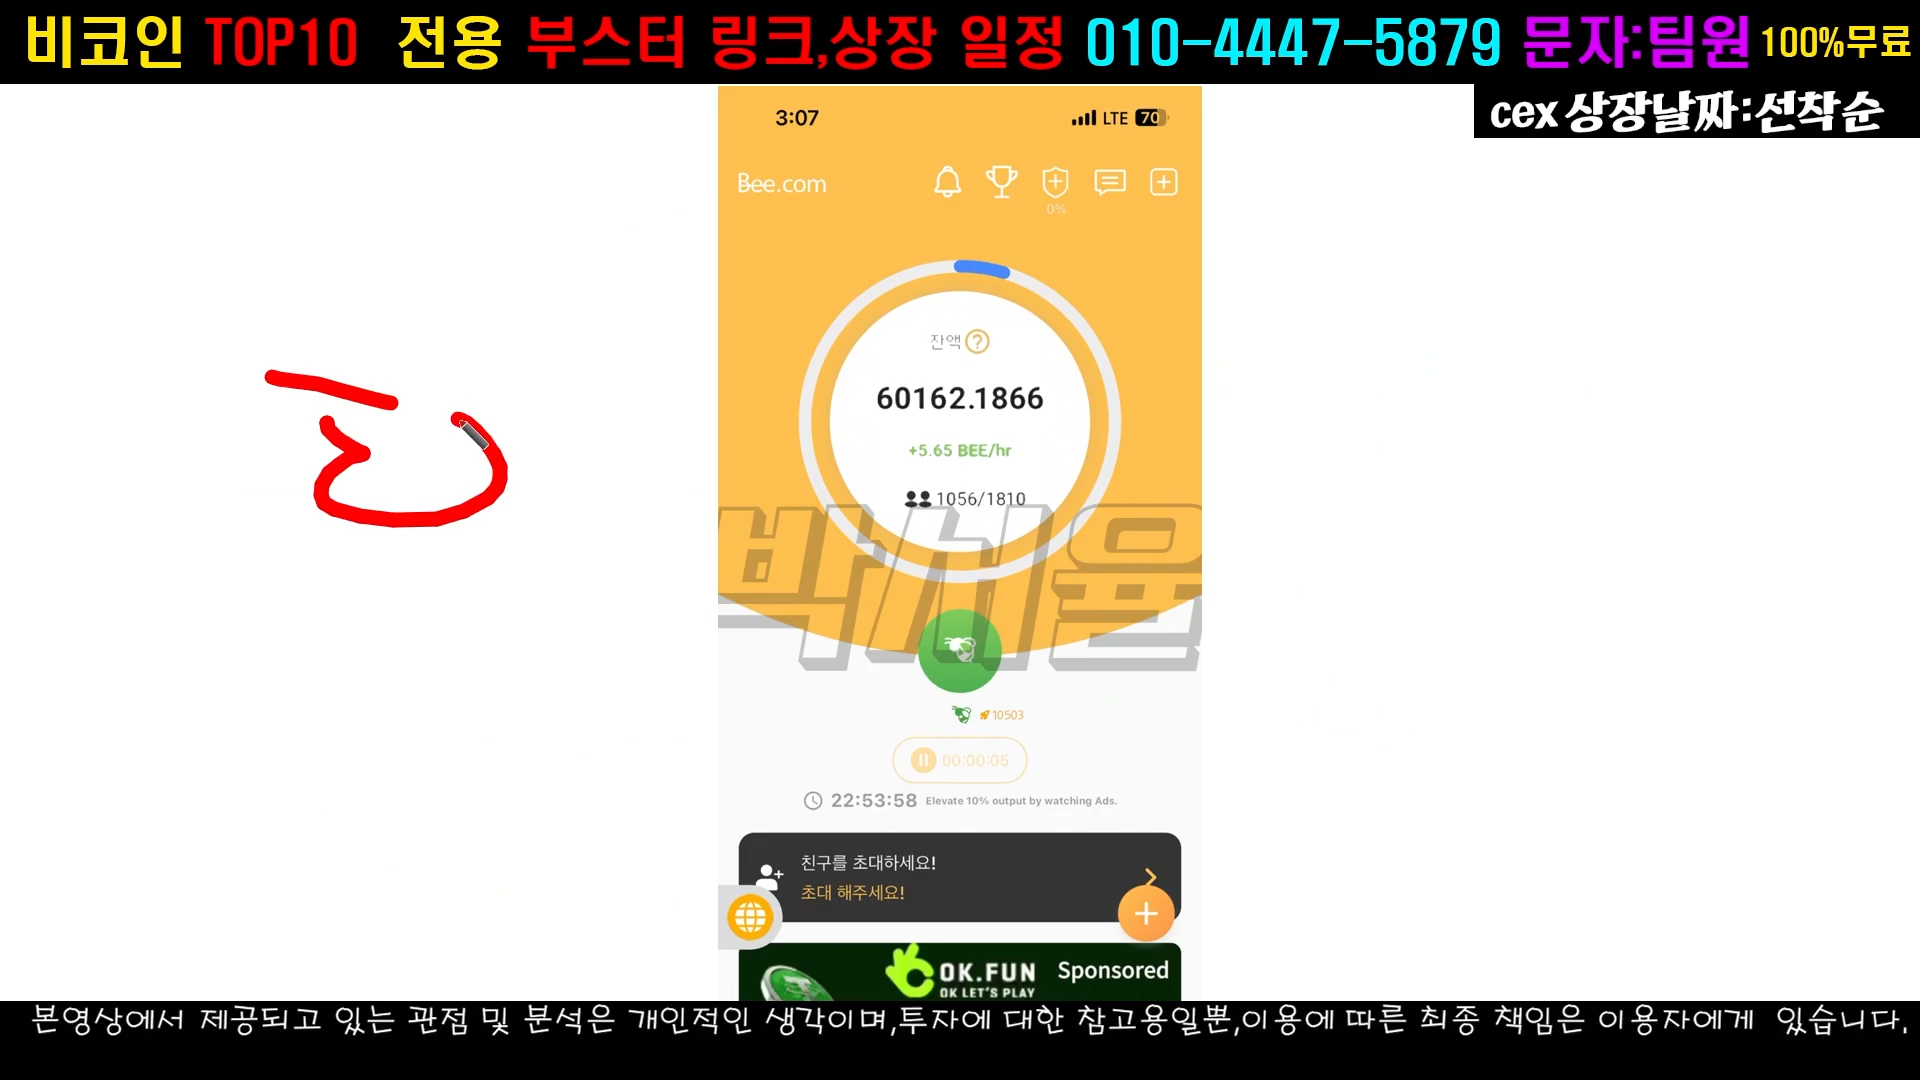 비코인 TOP10 전용 부스터 링크,상장 일정 010-4447-5879 문자:팀원 100%무료
cex 상장날짜:선착순
3:07 LTE 70
Bee.com
0%
잔액 ?
60162.1866
+5.65 BEE/hr
1056/1810
박서율
10503
00:00:05
22:53:58 Elevate 10% output by watching Ads.
친구를 초대하세요!
초대 해주세요!
OK.FUN Sponsored
OK LET'S PLAY
본영상에서 제공되고 있는 관점 및 분석은 개인적인 생각이며,투자에 대한 참고용일뿐,이용에 따른 최종 책임은 이용자에게 있습니다.